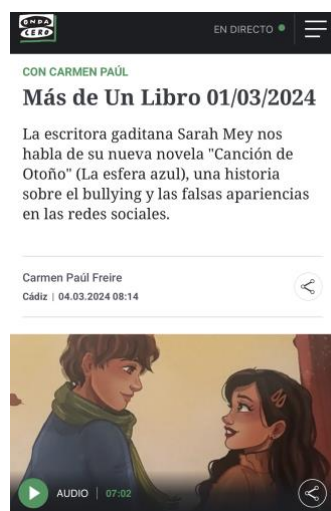 ONDA
CERO
EN DIRECTO
CON CARMEN PAÚL
Más de Un Libro 01/03/2024
La escritora gaditana Sarah Mey nos
habla de su nueva novela "Canción de
Otoño" (La esfera azul), una historia
sobre el bullying y las falsas apariencias
en las redes sociales.
Carmen Paúl Freire
Cádiz | 04.03.2024 08:14
AUDIO | 07:02